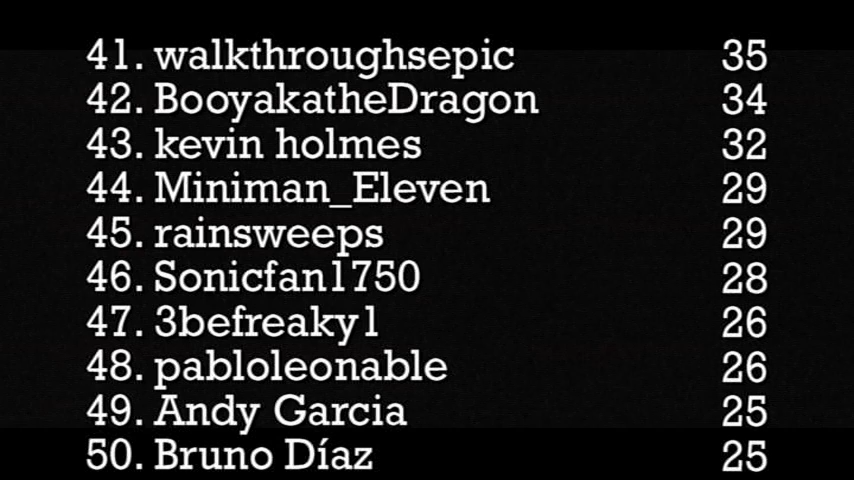 41. walkthroughsepic 35
42. BooyakatheDragon 34
43. kevin holmes 32
44. Miniman_Eleven 29
45. rainsweeps 29
46. Sonicfan1750 28
47. 3befreaky1 26
48. pabloleonable 26
49. Andy Garcia 25
50. Bruno Díaz 25